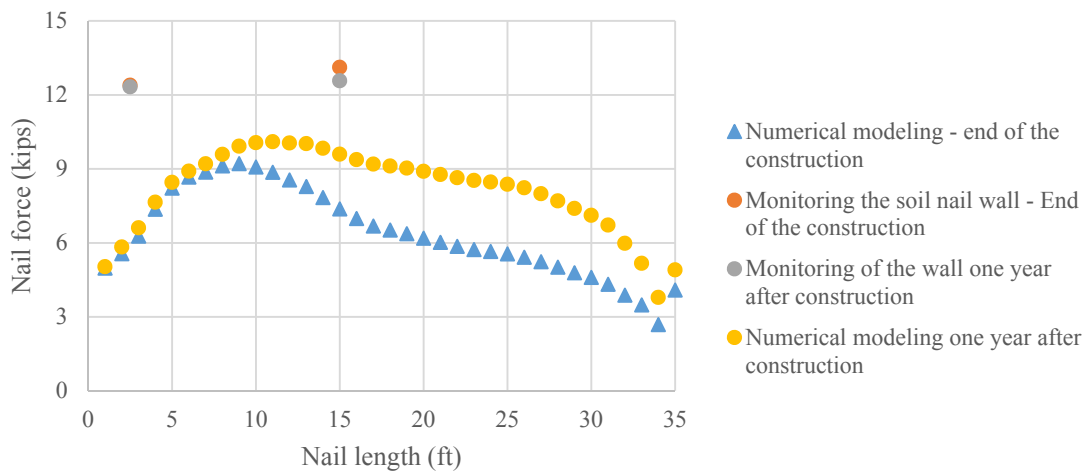 15
12
9
6
3
0
Nail force (kips)
0 5 10 15 20 25 30 35
Nail length (ft)
Numerical modeling - end of the
construction
Monitoring the soil nail wall - End
of the construction
Monitoring of the wall one year
after construction
Numerical modeling one year after
construction